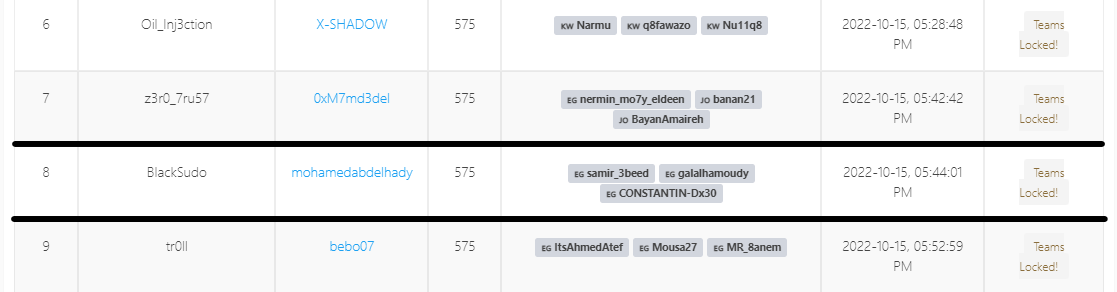 6 Oil_Inj3ction X-SHADOW 575 KW Narmu KW q8fawazo KW Nu11q8 2022-10-15, 05:28:48 PM Teams Locked!
7 z3r0_7ru57 0xM7md3del 575 EG nermin_mo7y_eldeen JO banan21 JO BayanAmaireh 2022-10-15, 05:42:42 PM Teams Locked!
8 BlackSudo mohamedabdelhady 575 EG samir_3beed EG galalhamoudy EG CONSTANTIN-Dx30 2022-10-15, 05:44:01 PM Teams Locked!
9 tr0ll bebo07 575 EG ItsAhmedAtef EG Mousa27 EG MR_8anem 2022-10-15, 05:52:59 PM Teams Locked!